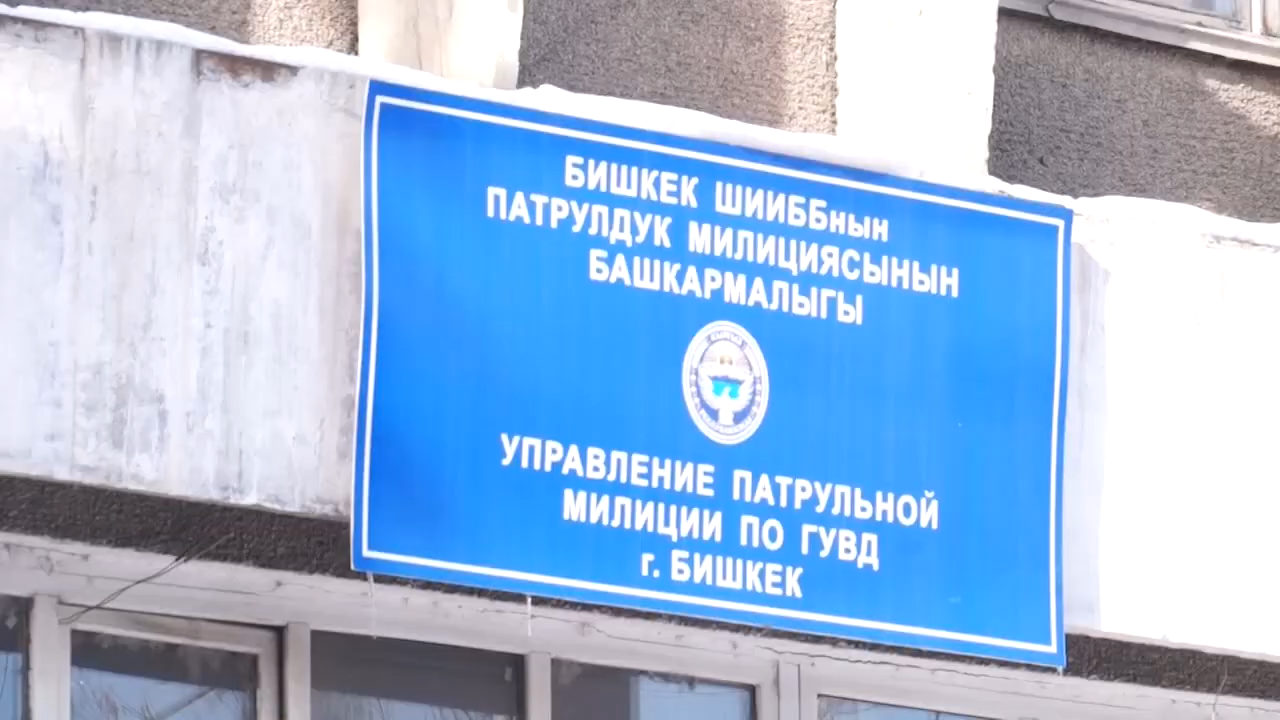 БИШКЕК ШИИББнын
ПАТРУЛДУК МИЛИЦИЯСЫНЫН
БАШКАРМАЛЫГЫ
УПРАВЛЕНИЕ ПАТРУЛЬНОЙ
МИЛИЦИИ ПО ГУВД
г. БИШКЕК